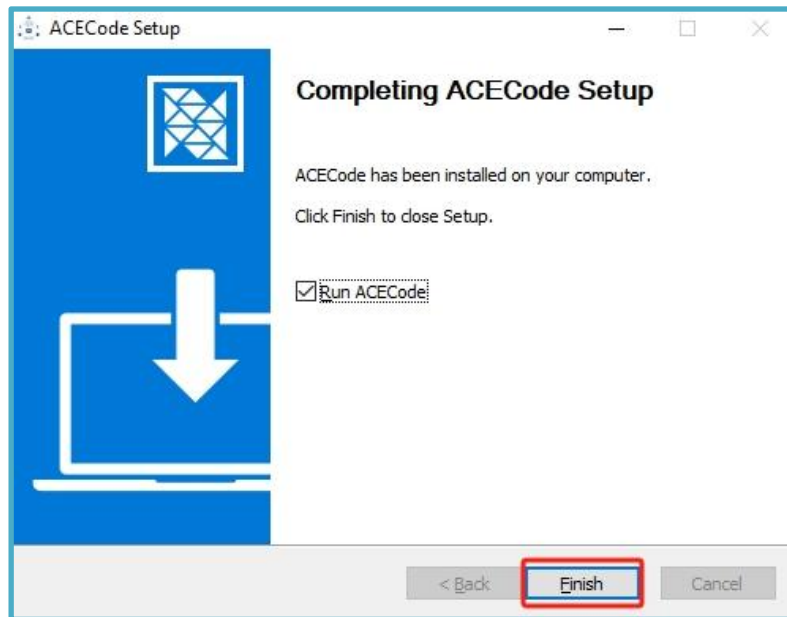 ACECode Setup
Completing ACECode Setup
ACECode has been installed on your computer.
Click Finish to close Setup.
Run ACECode
< Back Finish Cancel